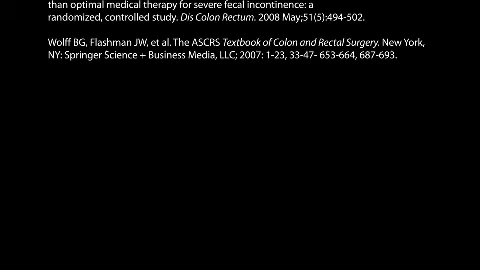 than optimal medical therapy for severe fecal incontinence: a
randomized, controlled study. Dis Colon Rectum. 2008 May;51(5):494-502.
Wolff BG, Flashman JW, et al. The ASCRS Textbook of Colon and Rectal Surgery. New York,
NY: Springer Science + Business Media, LLC; 2007: 1-23, 33-47- 653-664, 687-693.